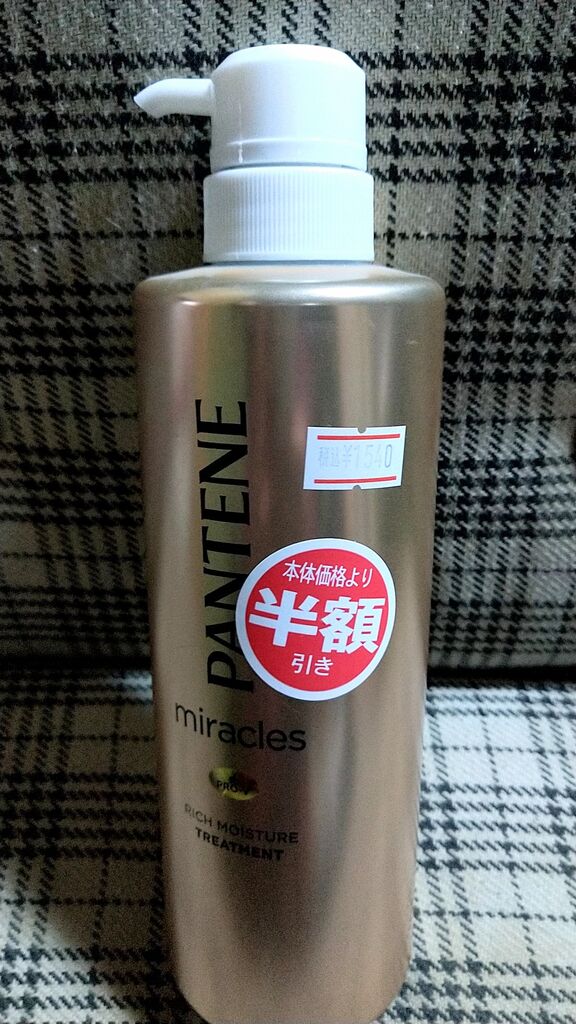 PANTENE
税込¥1540
本体価格より
半額
引き
miracles
PRO-V
RICH MOISTURE
TREATMENT